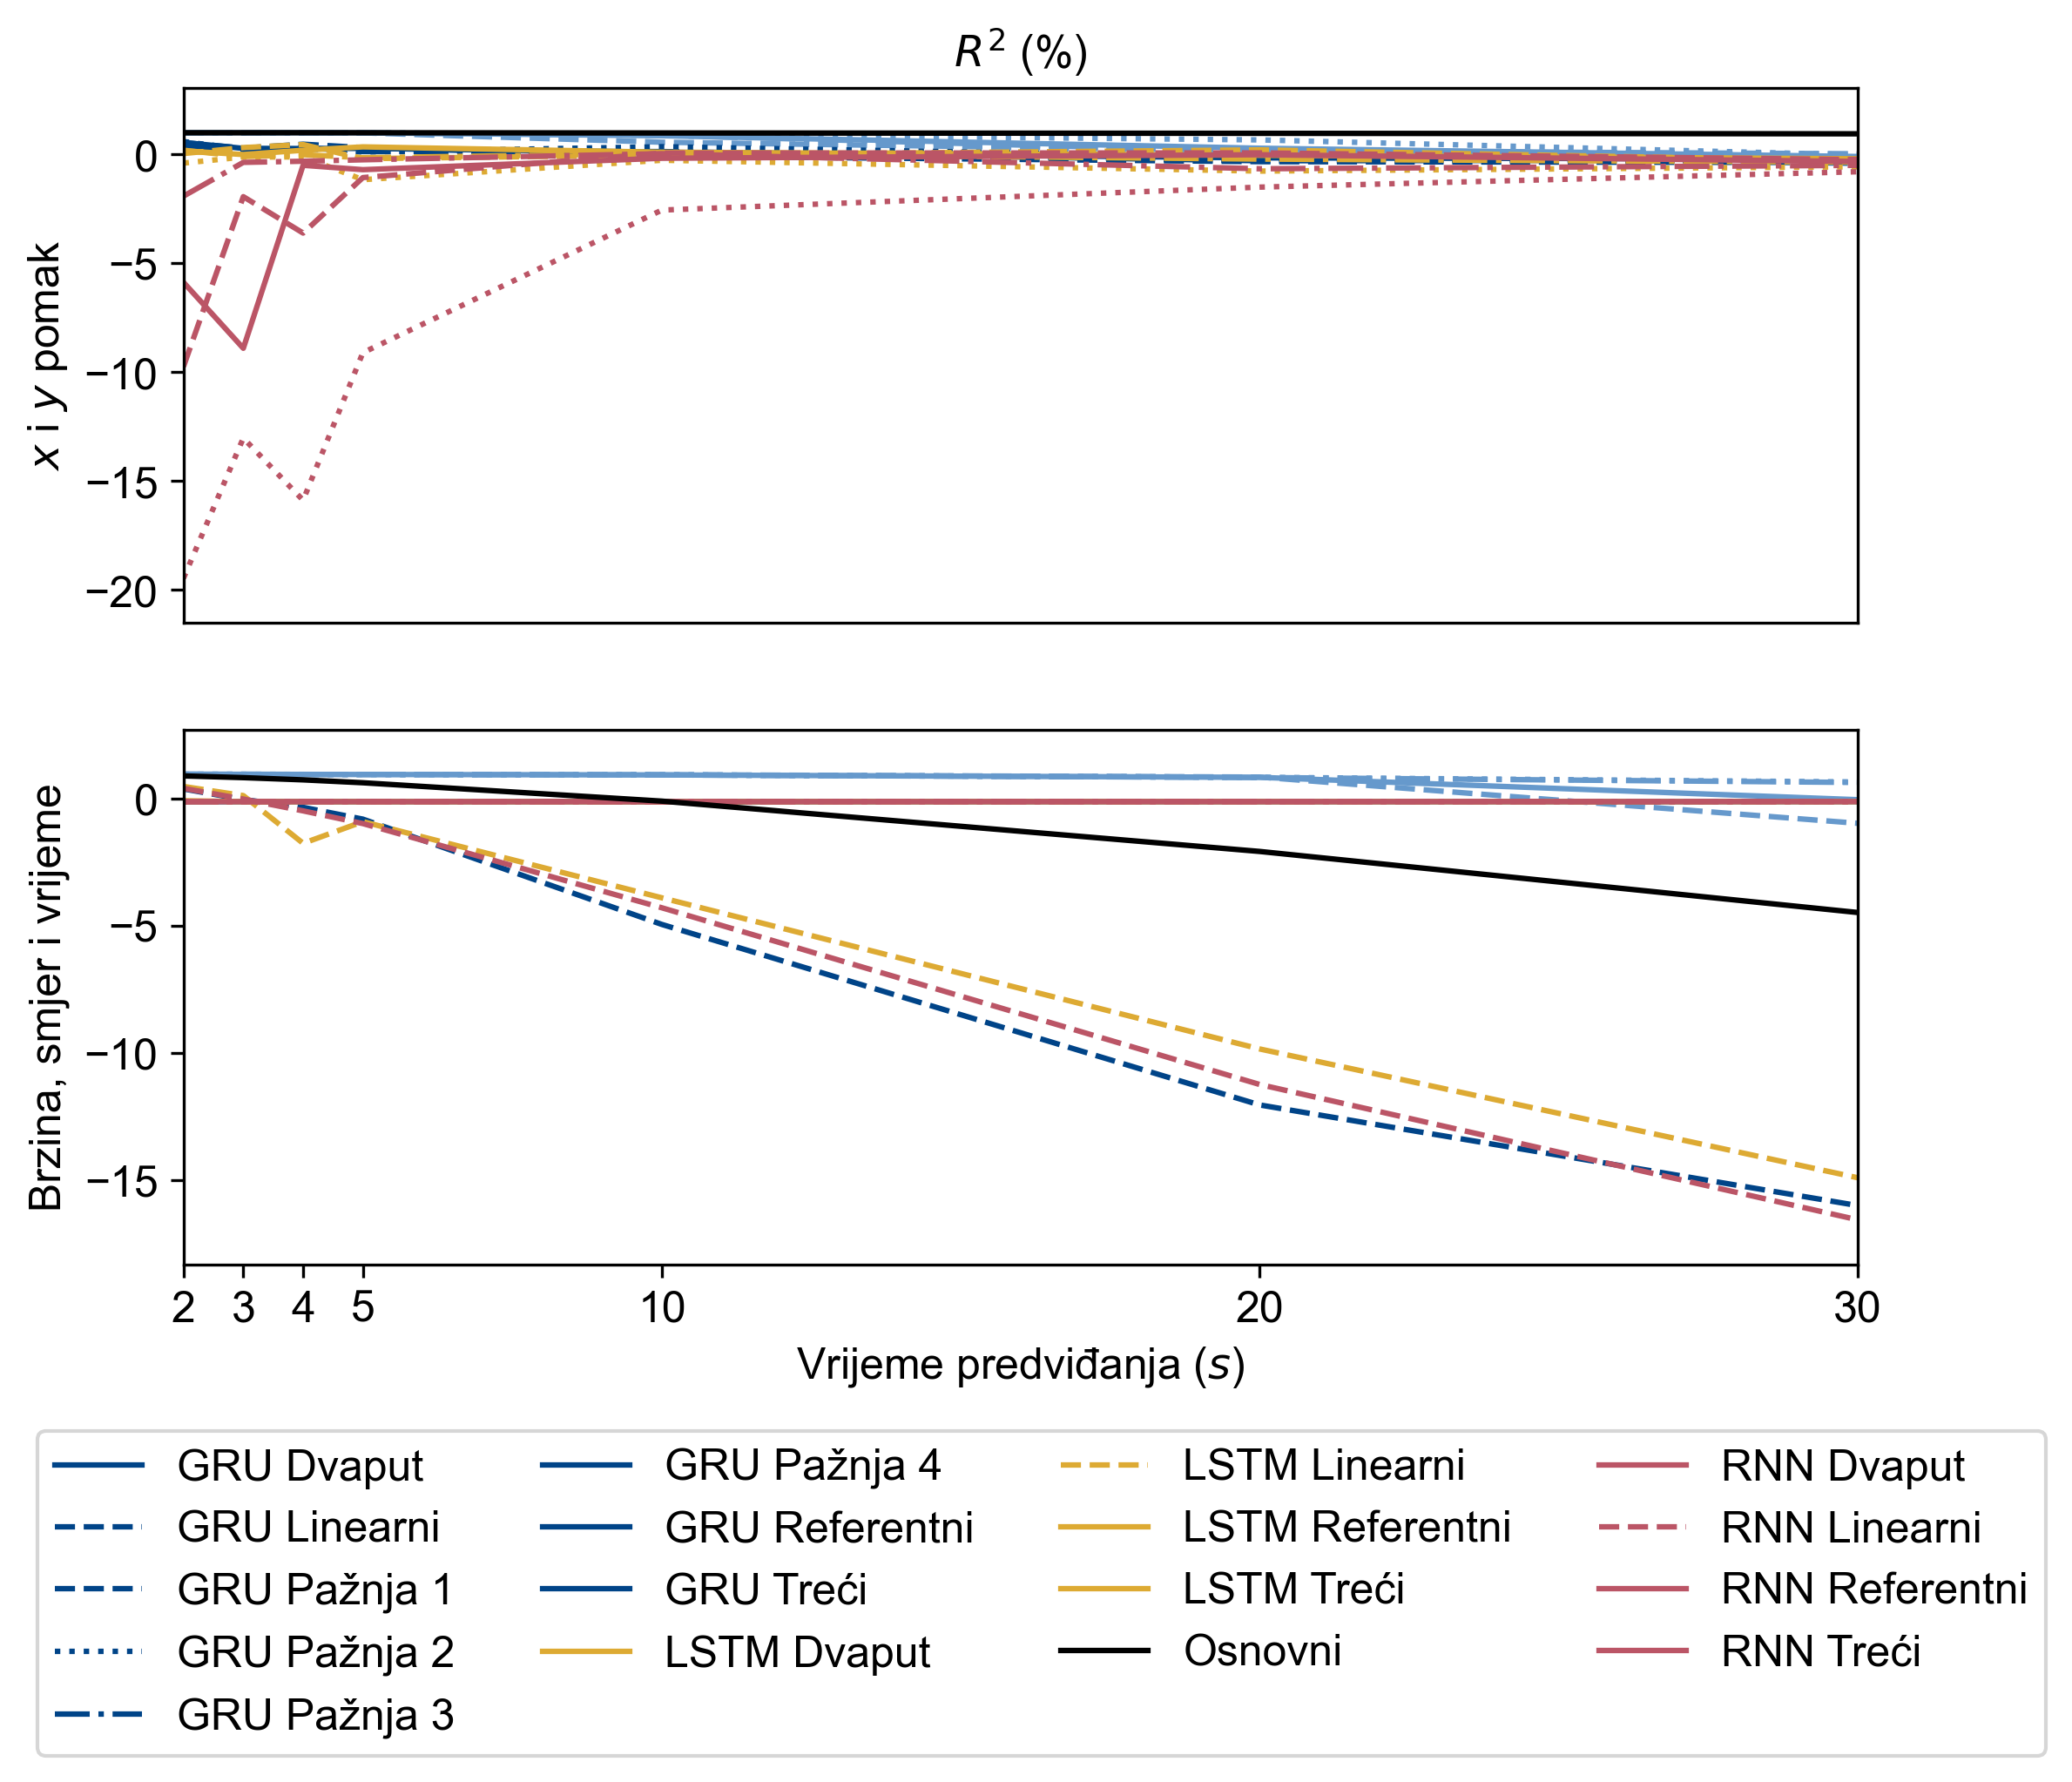 R² (%)
x i y pomak
0
−5
−10
−15
−20
Brzina, smjer i vrijeme
0
−5
−10
−15
2 3 4 5 10 20 30
Vrijeme predviđanja (s)
GRU Dvaput
GRU Linearni
GRU Pažnja 1
GRU Pažnja 2
GRU Pažnja 3
GRU Pažnja 4
GRU Referentni
GRU Treći
LSTM Dvaput
LSTM Linearni
LSTM Referentni
LSTM Treći
Osnovni
RNN Dvaput
RNN Linearni
RNN Referentni
RNN Treći